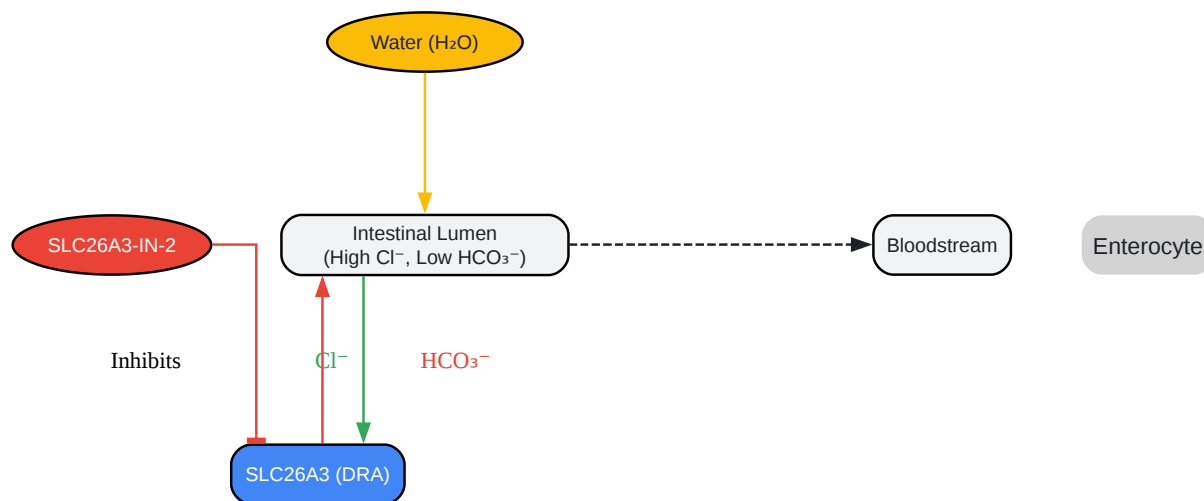 Water (H₂O)
SLC26A3-IN-2
Intestinal Lumen
(High Cl⁻, Low HCO₃⁻)
Bloodstream
Enterocyte
Inhibits
Cl⁻
HCO₃⁻
SLC26A3 (DRA)